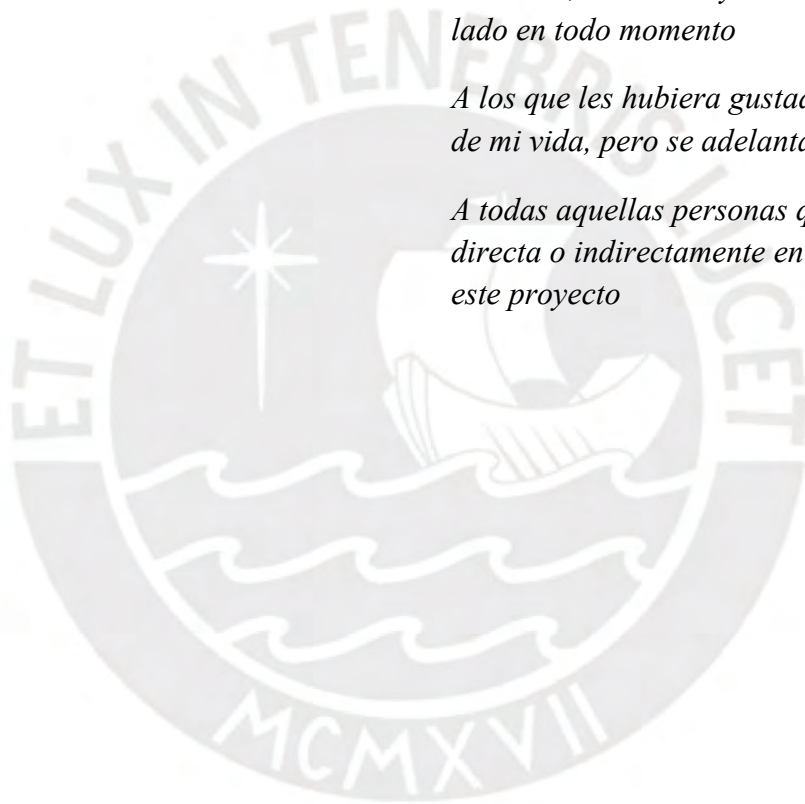 lado en todo momento
A los que les hubiera gustad
de mi vida, pero se adelanta
A todas aquellas personas q
directa o indirectamente en
este proyecto
ET LUX IN TENEBRIS LUCET
MCMXVII